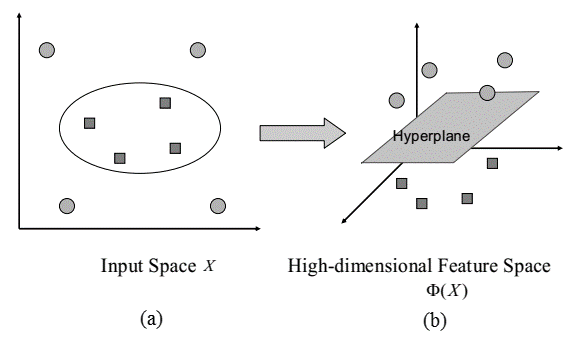 Hyperplane
Input Space X
High-dimensional Feature Space
Φ(X)
(a)
(b)